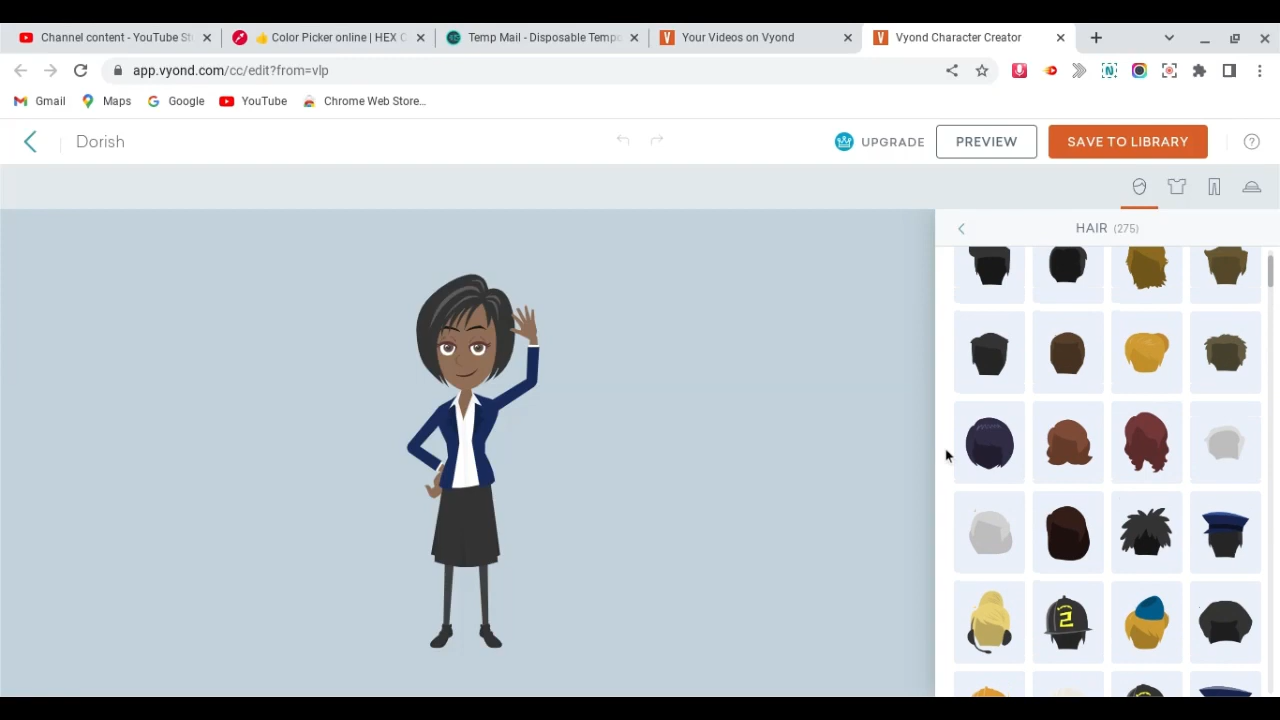 Channel content - YouTube St
👍 Color Picker online | HEX C
Temp Mail - Disposable Tempo
Your Videos on Vyond
Vyond Character Creator
app.vyond.com/cc/edit?from=vlp
Gmail
Maps
Google
YouTube
Chrome Web Store…
Dorish
UPGRADE
PREVIEW
SAVE TO LIBRARY
HAIR (275)
2